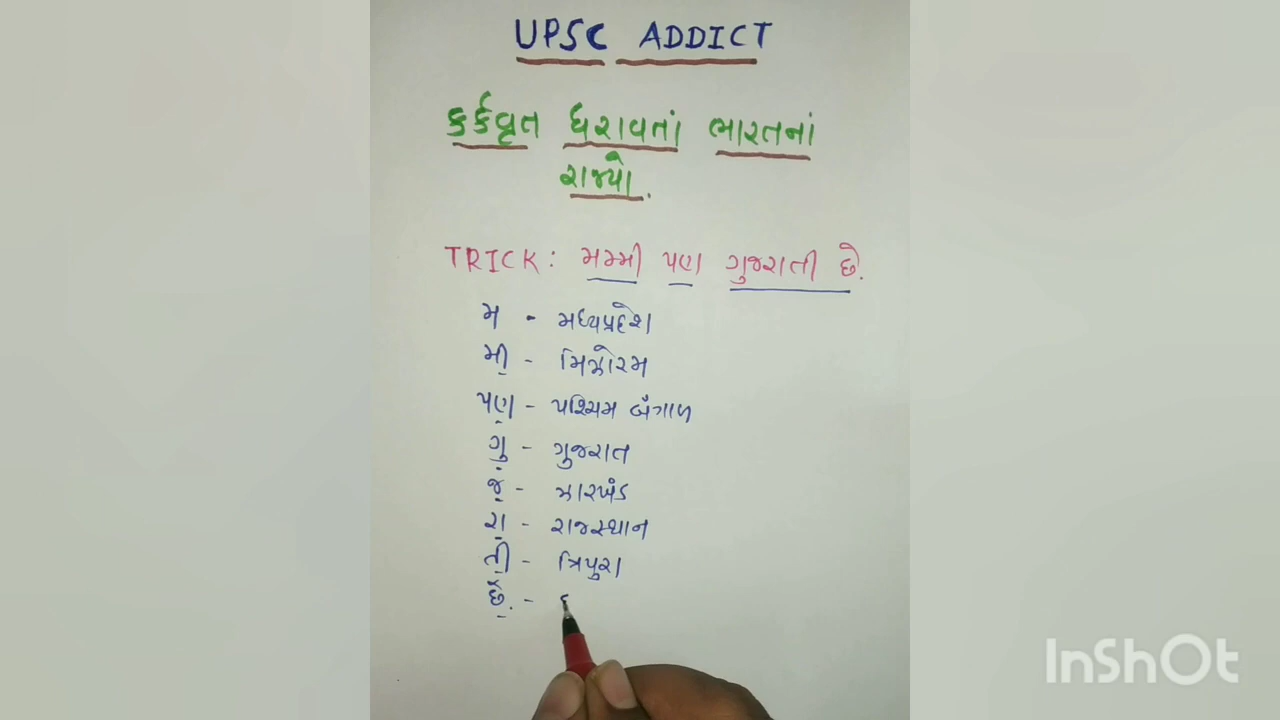 UPSC ADDICT
કર્કવૃત ધરાવતાં ભારતનાં
રાજ્યો.
TRICK: મમ્મી પણ ગુજરાતી છે.
મ - મધ્યપ્રદેશ
મી - મિઝોરમ
પણ - પશ્ચિમ બંગાળ
ગુ - ગુજરાત
જ - ઝારખંડ
રા - રાજસ્થાન
તી - ત્રિપુરા
છે. -
InShOt